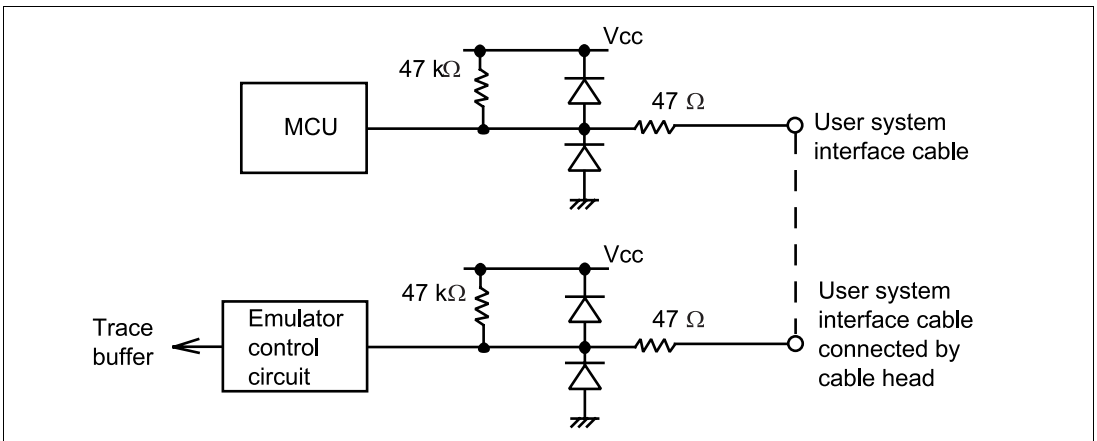 Vcc
47 kΩ
47 Ω
MCU
User system
interface cable
Vcc
47 kΩ
47 Ω
Trace
buffer
Emulator
control
circuit
User system
interface cable
connected by
cable head